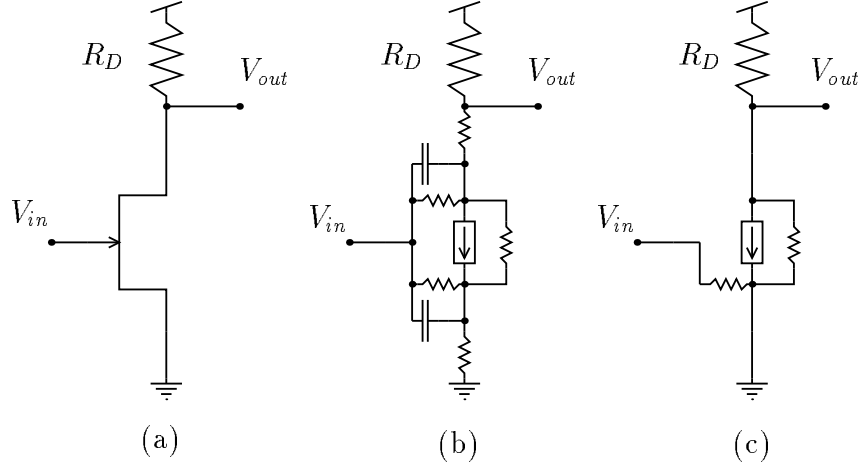 R_D
V_out
V_in
(a)
R_D
V_out
V_in
(b)
R_D
V_out
V_in
(c)